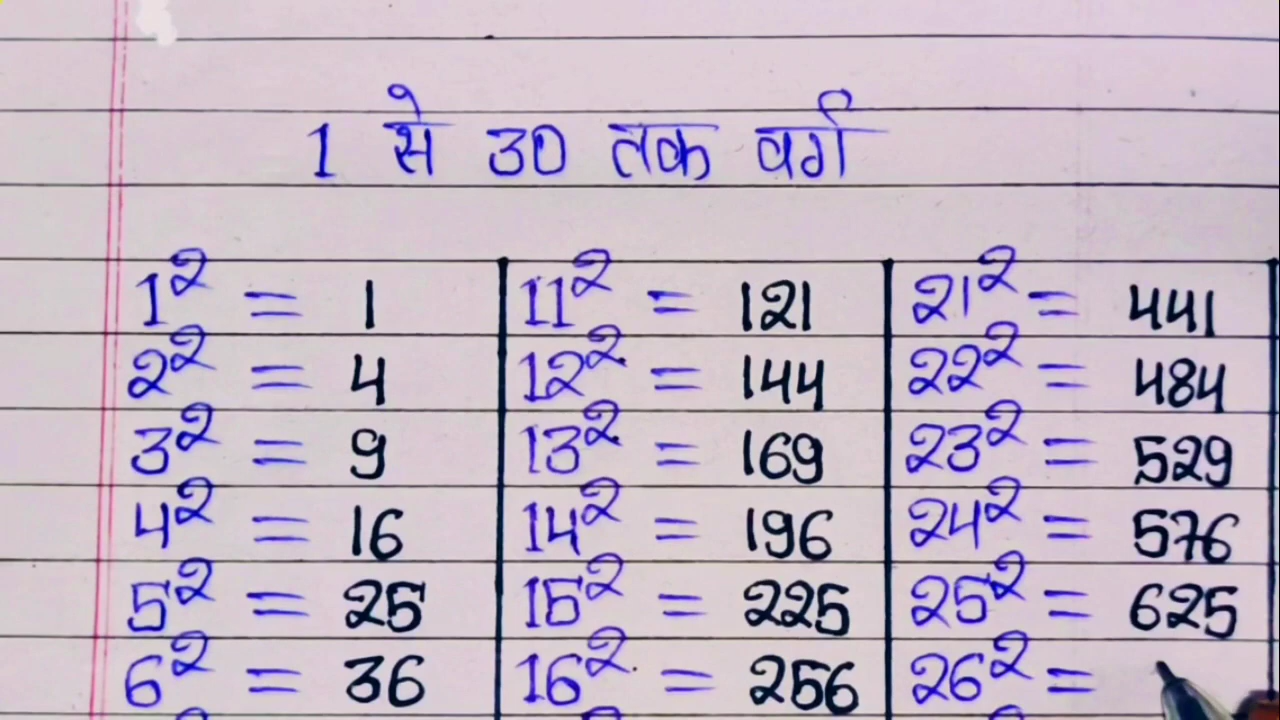 1 से 30 तक वर्ग
1² = 1 11² = 121 21² = 441
2² = 4 12² = 144 22² = 484
3² = 9 13² = 169 23² = 529
4² = 16 14² = 196 24² = 576
5² = 25 15² = 225 25² = 625
6² = 36 16² = 256 26² =